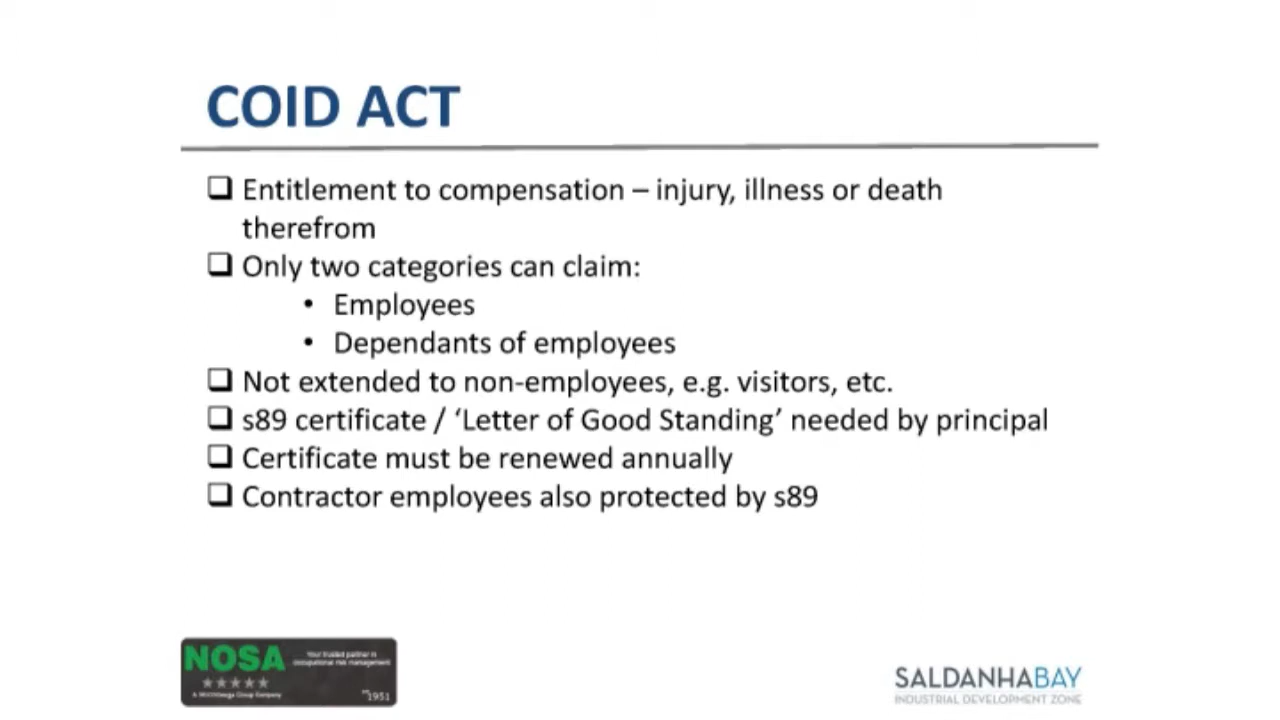 COID ACT
❑ Entitlement to compensation – injury, illness or death
therefrom
❑ Only two categories can claim:
• Employees
• Dependants of employees
❑ Not extended to non-employees, e.g. visitors, etc.
❑ s89 certificate / ‘Letter of Good Standing’ needed by principal
❑ Certificate must be renewed annually
❑ Contractor employees also protected by s89
NOSA
Your trusted partner in
occupational risk management
A MICROmega Group Company
1951
SALDANHABAY
INDUSTRIAL DEVELOPMENT ZONE